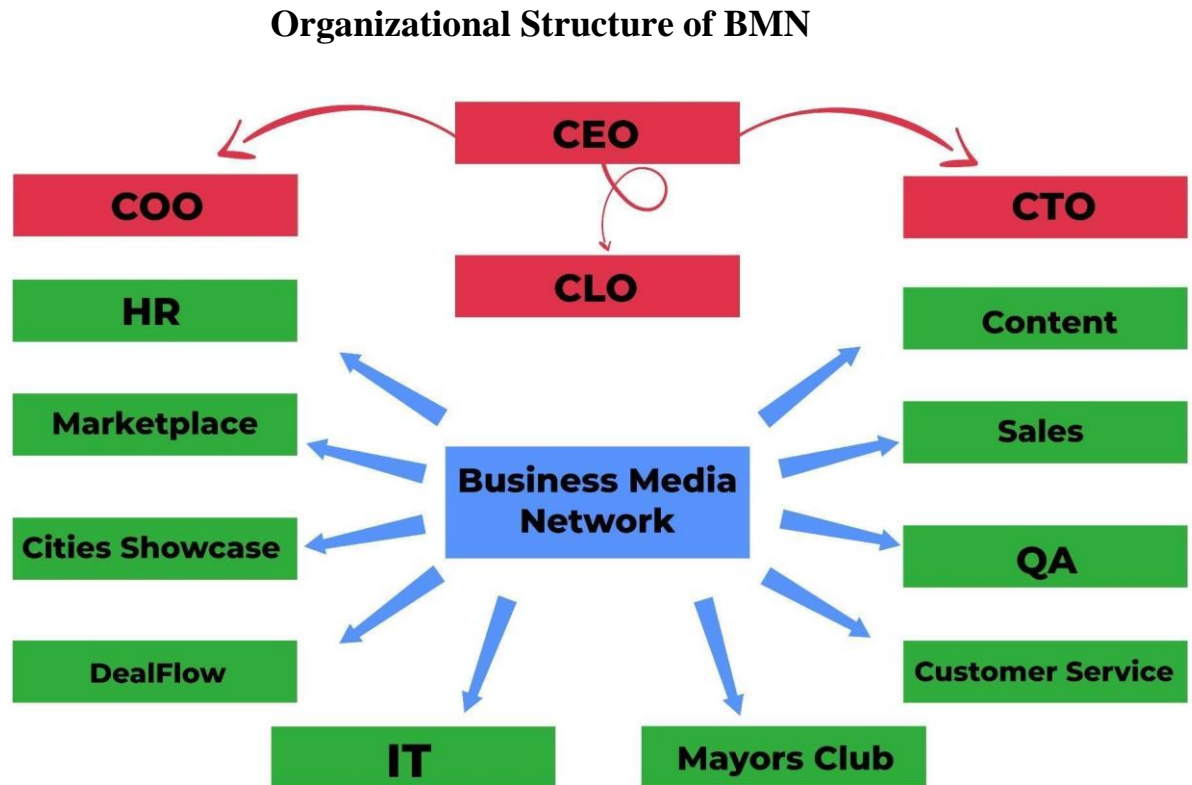 Organizational Structure of BMN
CEO
COO
CTO
CLO
HR
Content
Marketplace
Sales
Business Media
Network
Cities Showcase
QA
DealFlow
Customer Service
IT
Mayors Club